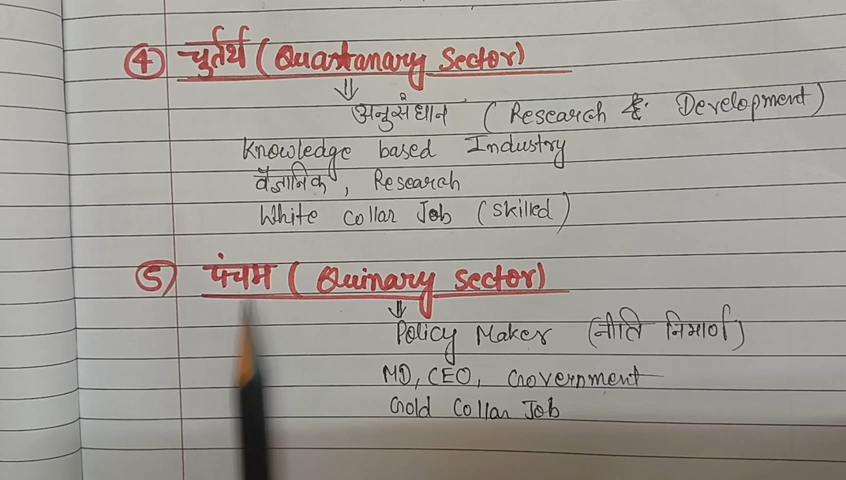 ④ चुर्तर्थ ( Quartanary Sector)
⇓
अनुसंधान ( Research & Development)
Knowledge based Industry
वैज्ञानिक, Research
White Collar Job (Skilled)
⑤ पंचम ( Quinary Sector)
⇓
Policy Maker (नीति निमार्ण)
MD, CEO, Government
Gold Collar Job